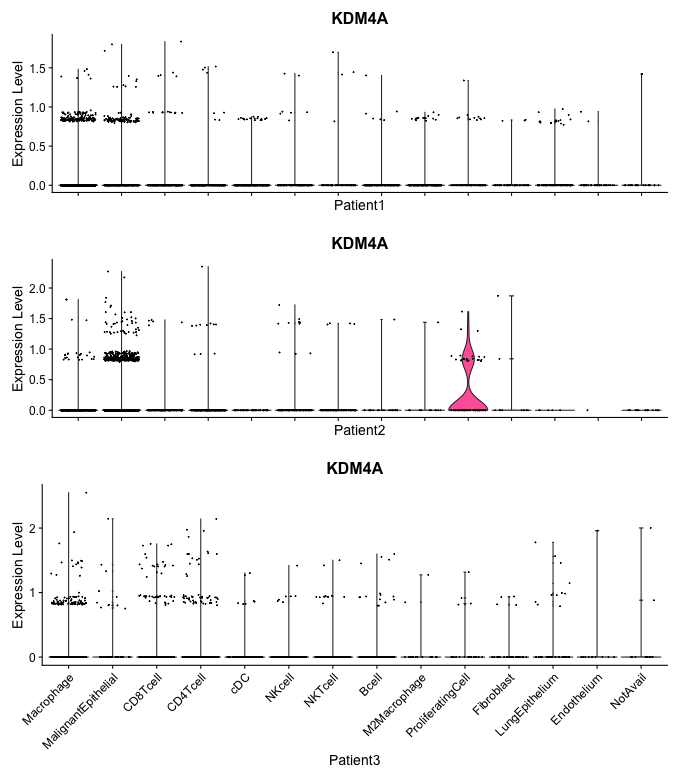 KDM4A
Expression Level
1.5
1.0
0.5
0.0
Patient1
KDM4A
Expression Level
2.0
1.5
1.0
0.5
0.0
Patient2
KDM4A
Expression Level
2
1
0
Macrophage
MalignantEpithelial
CD8Tcell
CD4Tcell
cDC
NKcell
NKTcell
Bcell
M2Macrophage
ProliferatingCell
Fibroblast
LungEpithelium
Endothelium
NotAvail
Patient3